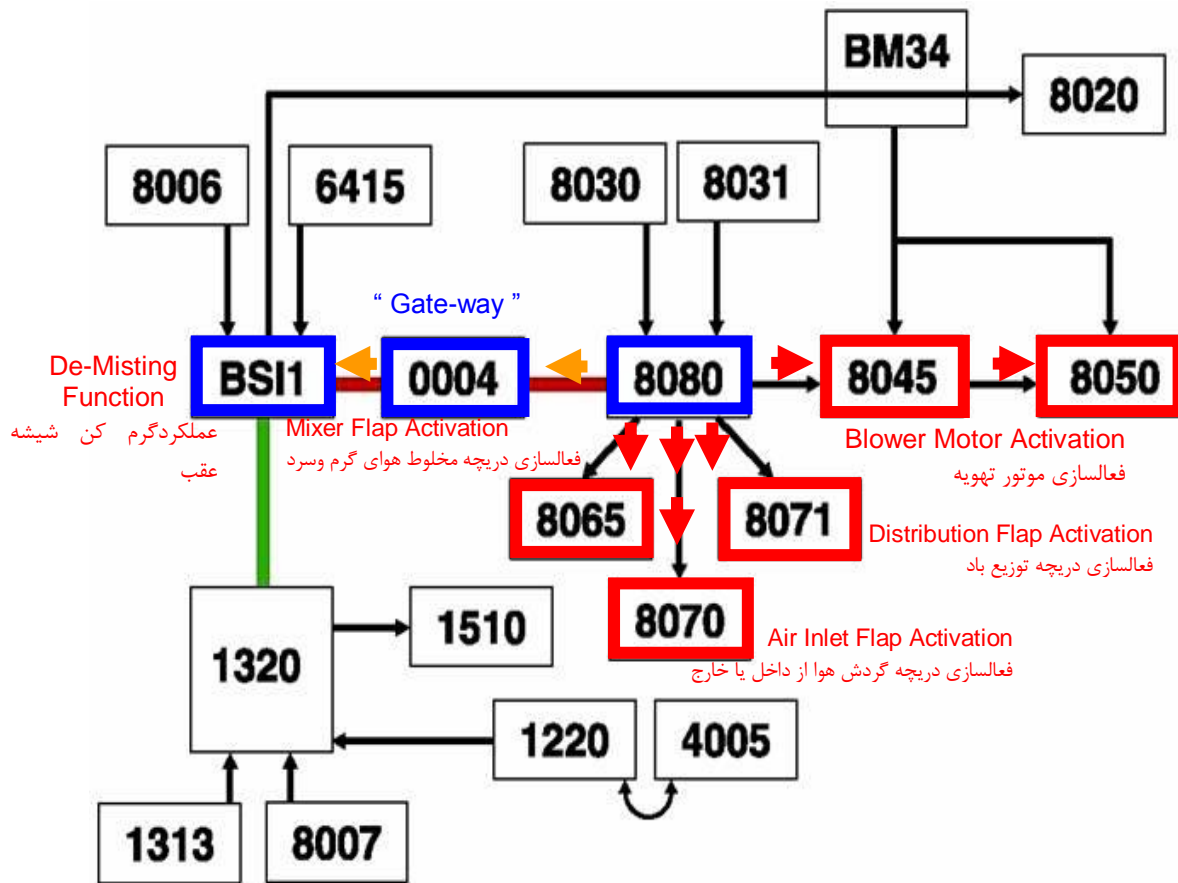 BM34
8020
8006
6415
8030
8031
“ Gate-way ”
De-Misting
Function
عملکردگرم کن شیشه
عقب
BSI1
0004
8080
8045
8050
Mixer Flap Activation
فعالسازی دریچه مخلوط هوای گرم وسرد
Blower Motor Activation
فعالسازی موتور تهویه
8065
8071
Distribution Flap Activation
فعالسازی دریچه توزیع باد
8070
Air Inlet Flap Activation
فعالسازی دریچه گردش هوا از داخل یا خارج
1510
1320
1220
4005
1313
8007